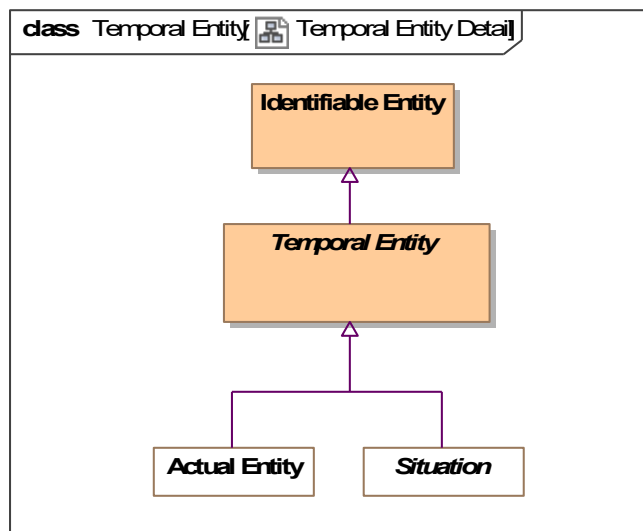 class Temporal Entity[ Temporal Entity Detail]
Identifiable Entity
Temporal Entity
Actual Entity
Situation